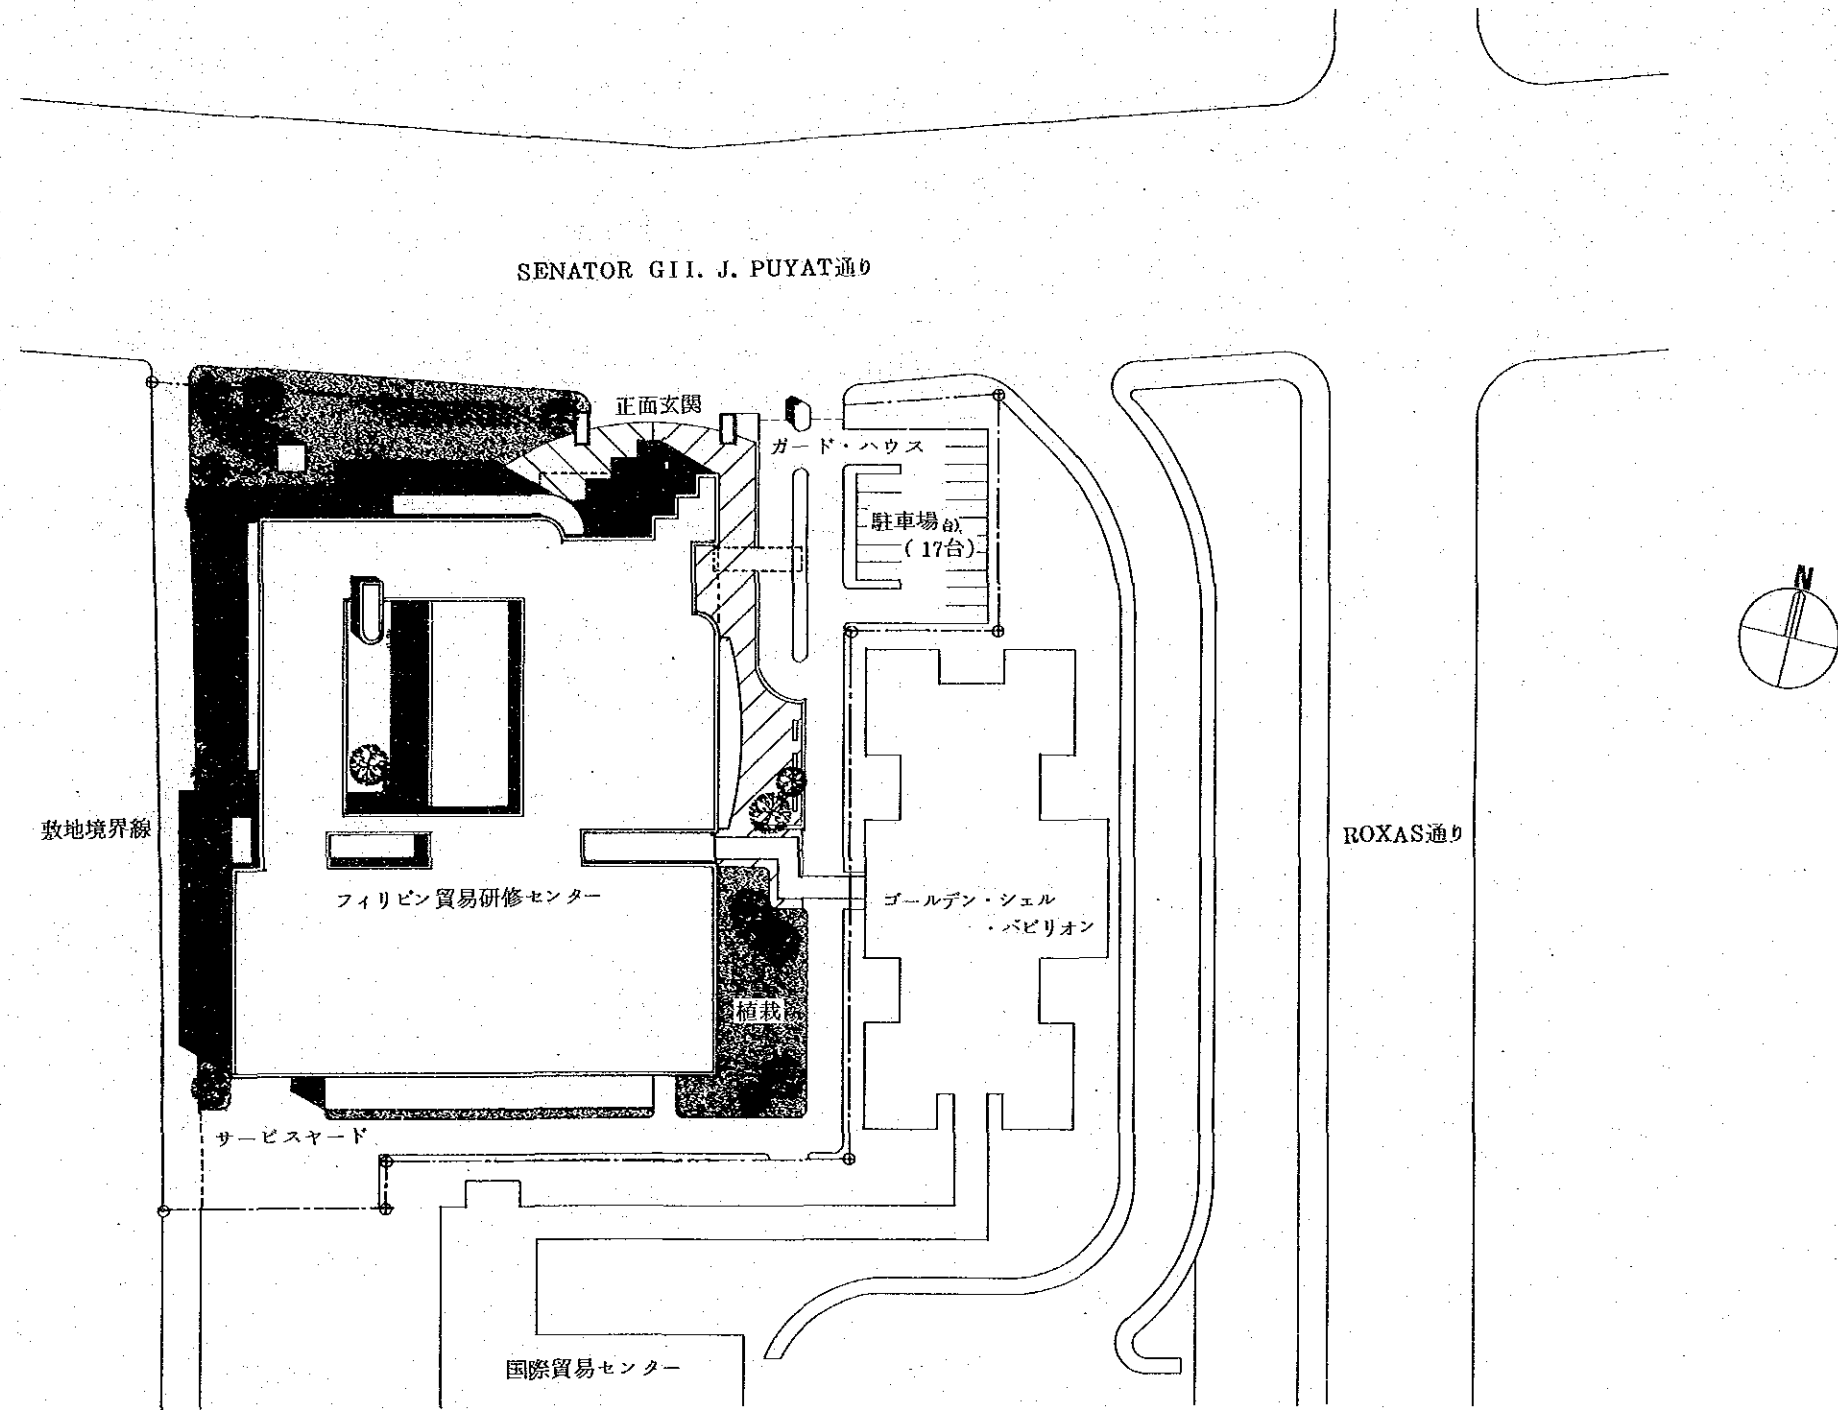 SENATOR GII. J. PUYAT通り
正面玄関
ガード・ハウス
駐車場
(17台)
N
敷地境界線
ROXAS通り
フィリピン貿易研修センター
ゴールデン・シェル
・パビリオン
植栽
サービスヤード
国際貿易センター